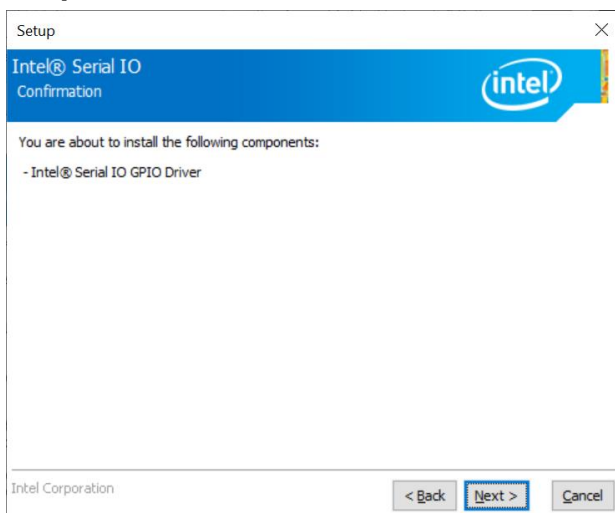 Setup
Intel® Serial IO
Confirmation
intel
You are about to install the following components:
- Intel® Serial IO GPIO Driver
Intel Corporation
< Back Next > Cancel